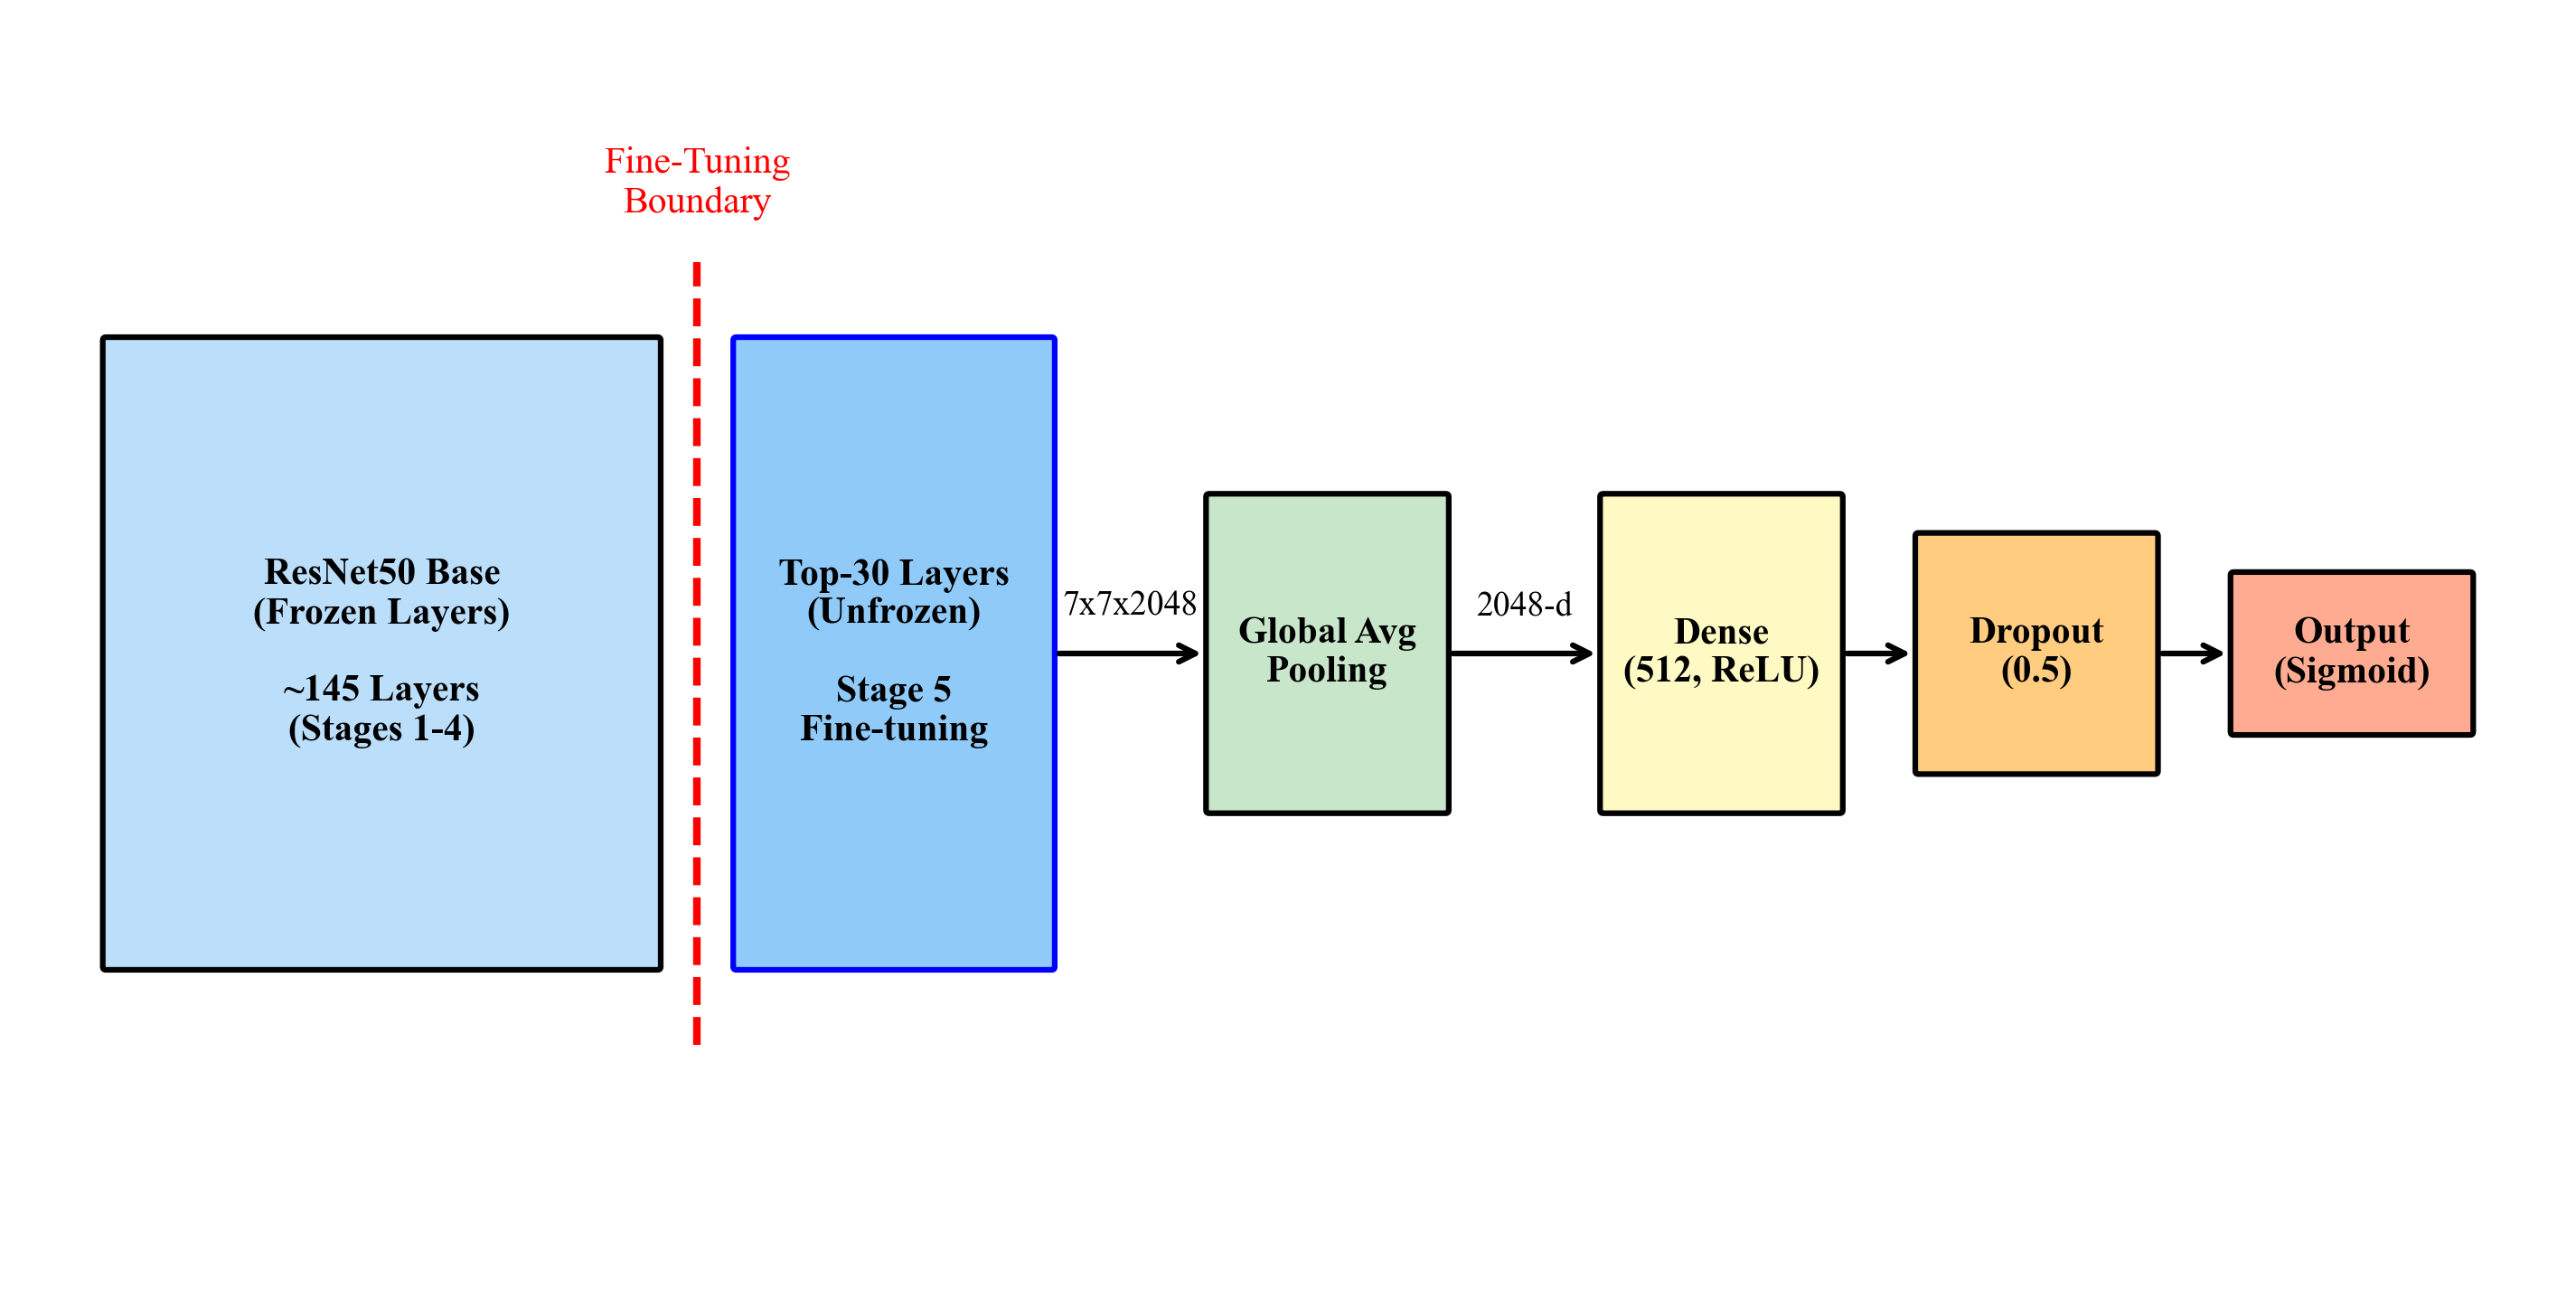 Fine-Tuning
Boundary
ResNet50 Base
(Frozen Layers)
~145 Layers
(Stages 1-4)
Top-30 Layers
(Unfrozen)
Stage 5
Fine-tuning
7x7x2048
Global Avg
Pooling
2048-d
Dense
(512, ReLU)
Dropout
(0.5)
Output
(Sigmoid)